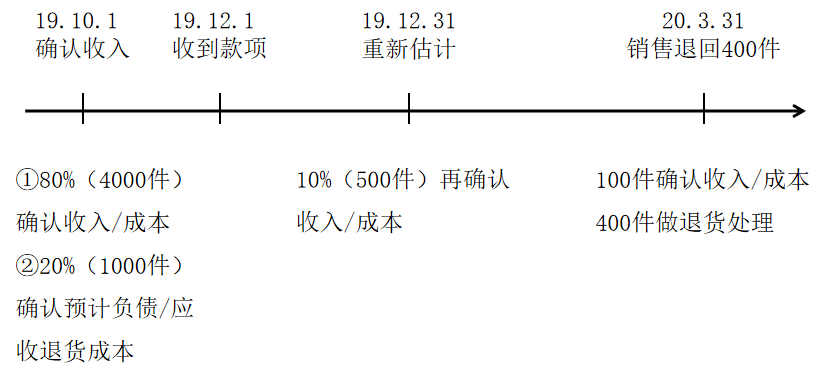 19.10.1
确认收入
19.12.1
收到款项
19.12.31
重新估计
20.3.31
销售退回400件
①80%（4000件）
确认收入/成本
②20%（1000件）
确认预计负债/应
收退货成本
10%（500件）再确认
收入/成本
100件确认收入/成本
400件做退货处理